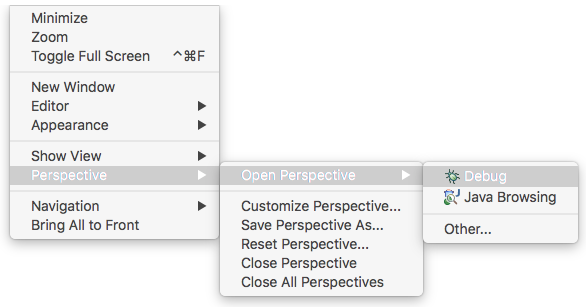 Minimize
Zoom
Toggle Full Screen ^⌘F
New Window
Editor
Appearance
Show View
Perspective
Navigation
Bring All to Front
Open Perspective
Customize Perspective...
Save Perspective As...
Reset Perspective...
Close Perspective
Close All Perspectives
Debug
Java Browsing
Other...